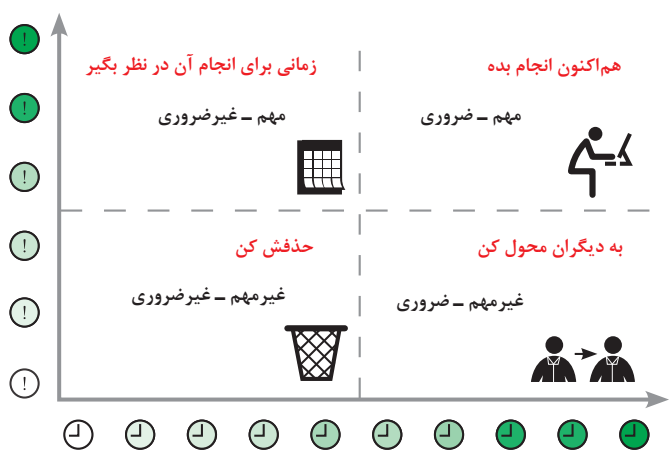 هم‌اکنون انجام بده
مهم – ضروری
زمانی برای انجام آن در نظر بگیر
مهم – غیرضروری
به دیگران محول کن
غیرمهم – ضروری
حذفش کن
غیرمهم – غیرضروری
!
!
!
!
!
!